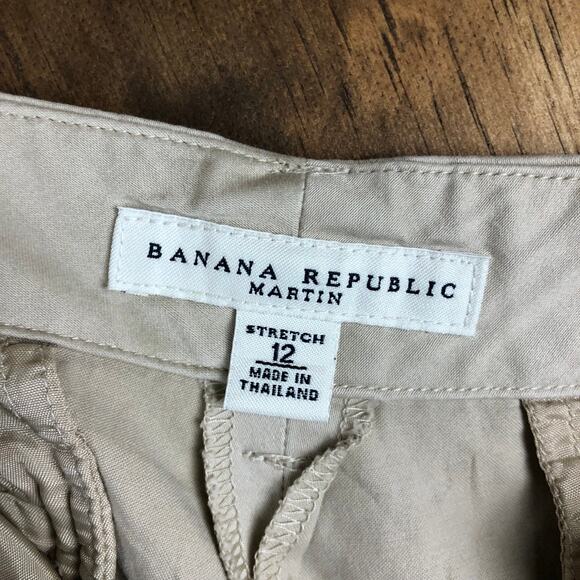 BANANA REPUBLIC
MARTIN
STRETCH
12
MADE IN
THAILAND